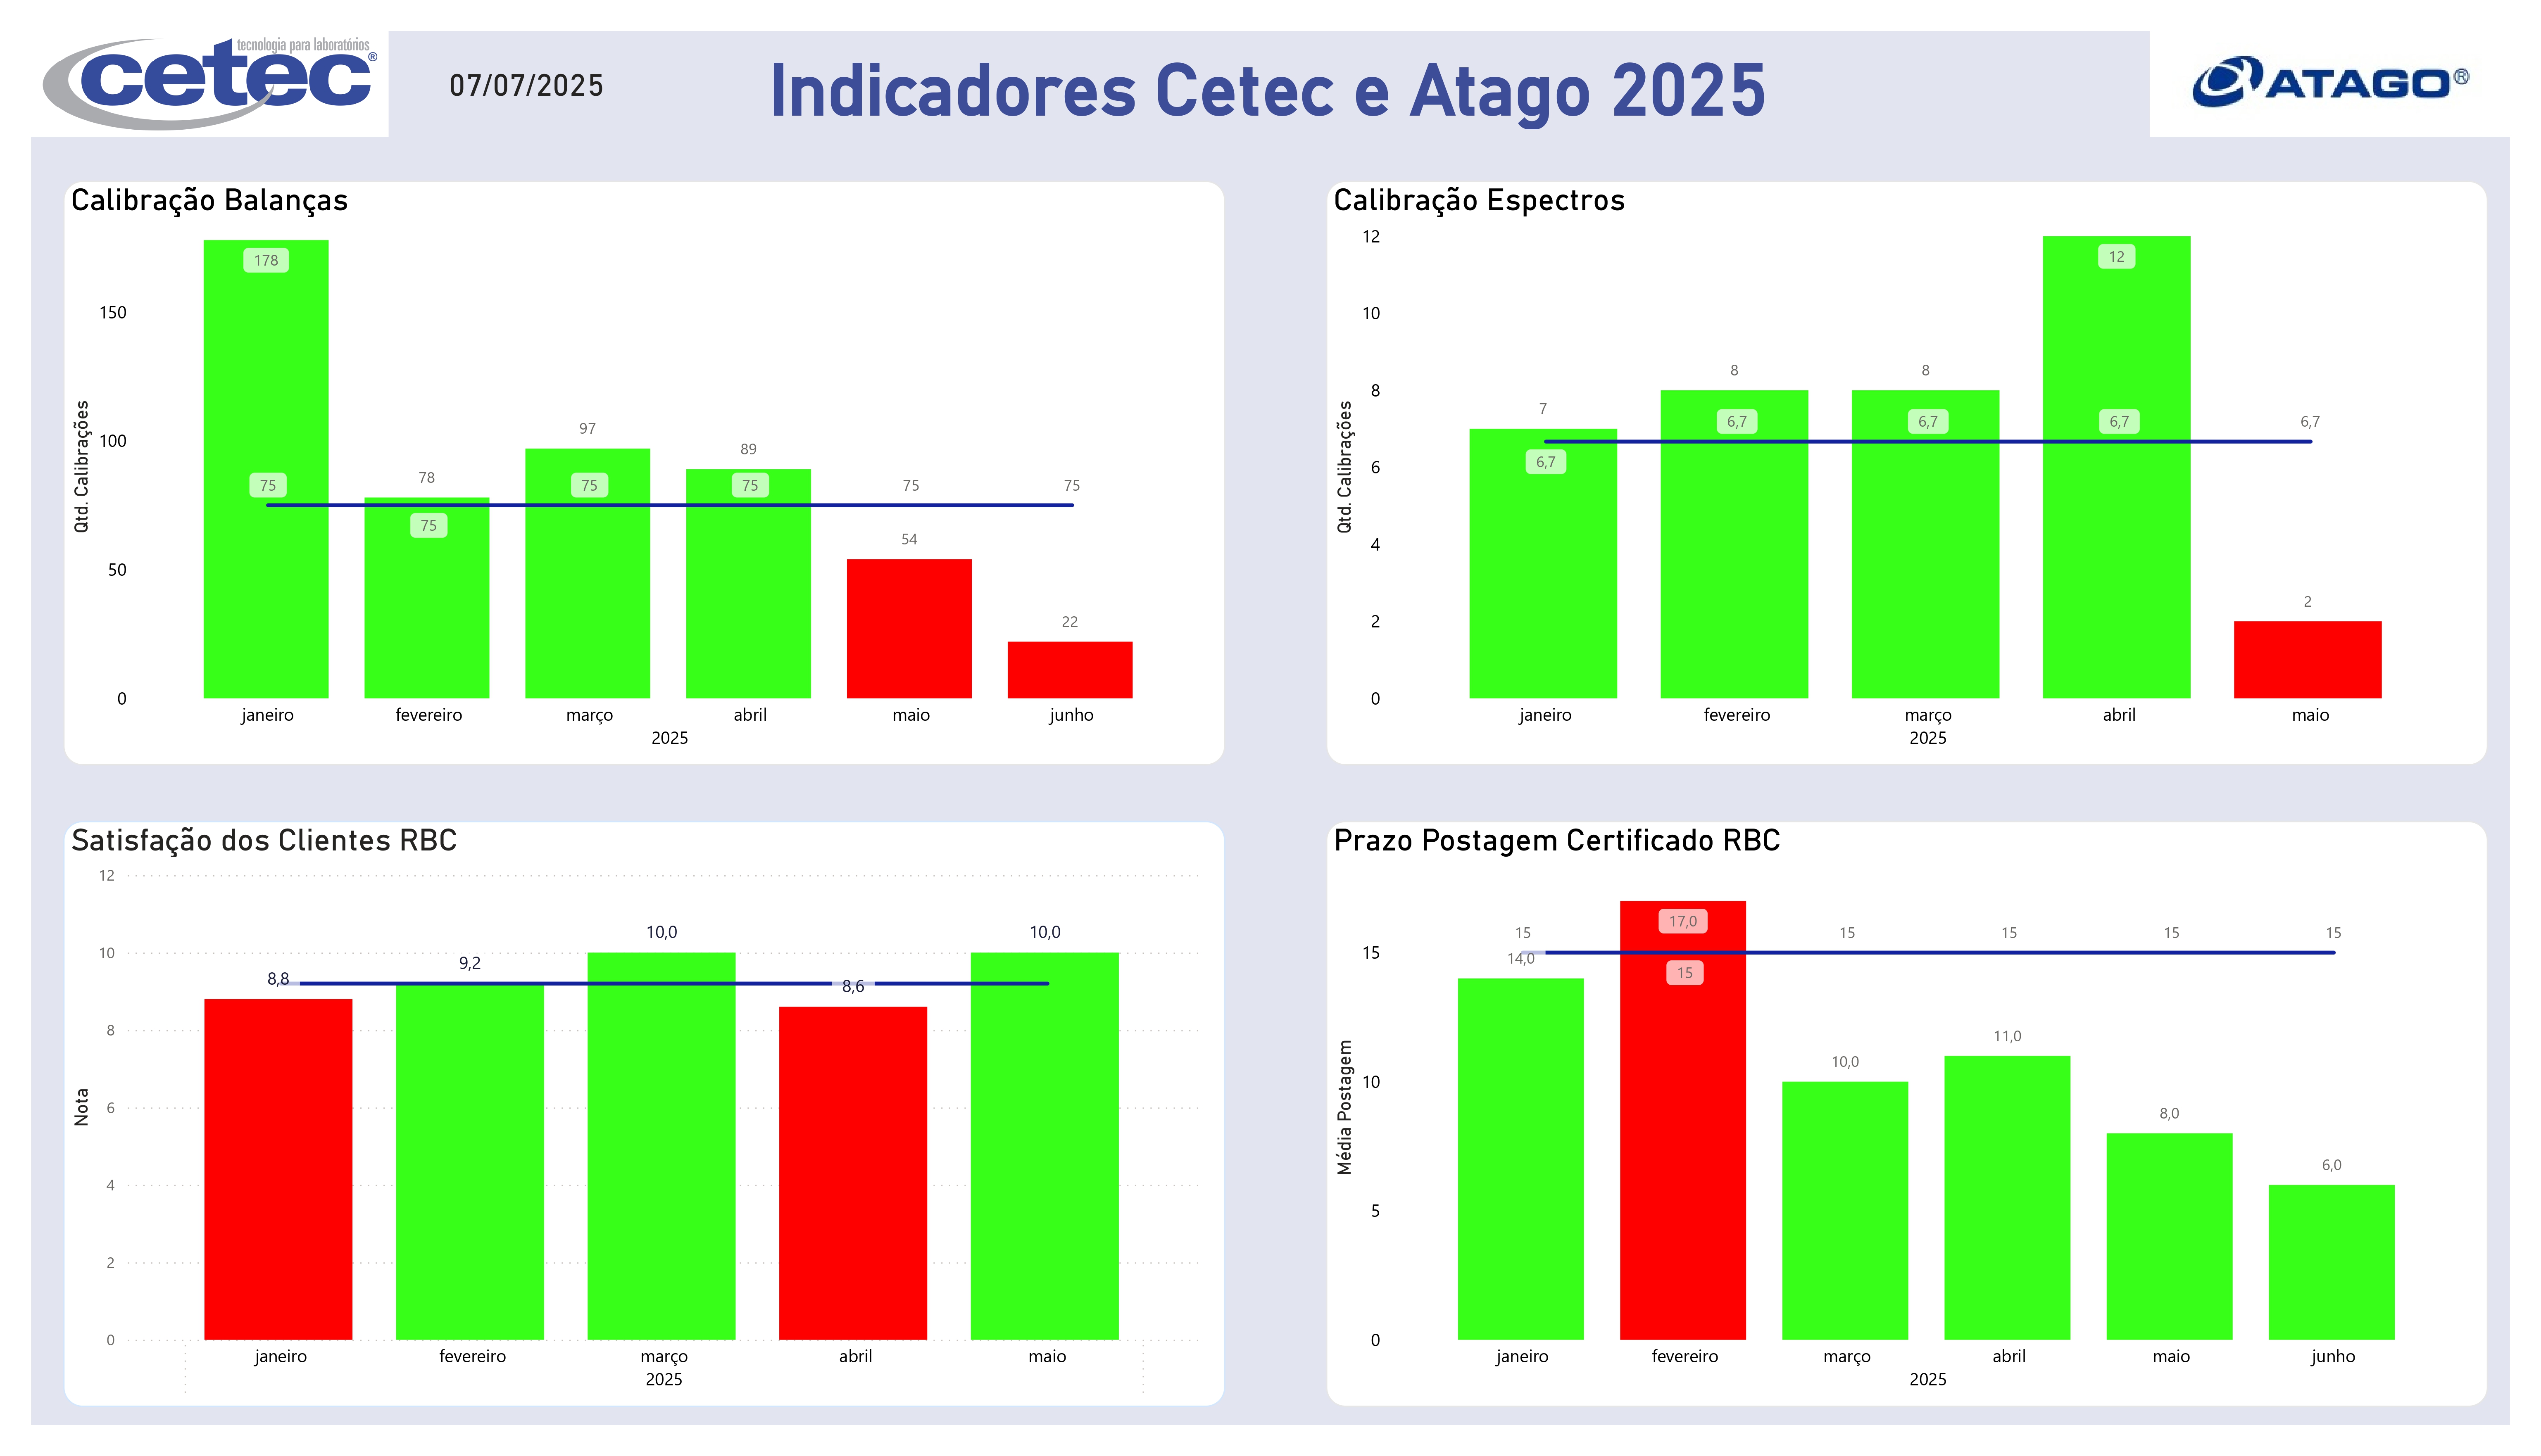 tecnologia para laboratórios
cetec®
07/07/2025
Indicadores Cetec e Atago 2025
ATAGO®
Calibração Balanças
Qtd. Calibrações
150
100
50
0
178
78
97
89
54
22
75
75
75
75
75
75
janeiro
fevereiro
março
abril
maio
junho
2025
Calibração Espectros
Qtd. Calibrações
12
10
8
6
4
2
0
7
8
8
12
2
6,7
6,7
6,7
6,7
6,7
janeiro
fevereiro
março
abril
maio
2025
Satisfação dos Clientes RBC
Nota
12
10
8
6
4
2
0
8,8
9,2
10,0
8,6
10,0
janeiro
fevereiro
março
abril
maio
2025
Prazo Postagem Certificado RBC
Média Postagem
15
10
5
0
15
17,0
15
15
15
15
15
14,0
10,0
11,0
8,0
6,0
janeiro
fevereiro
março
abril
maio
junho
2025